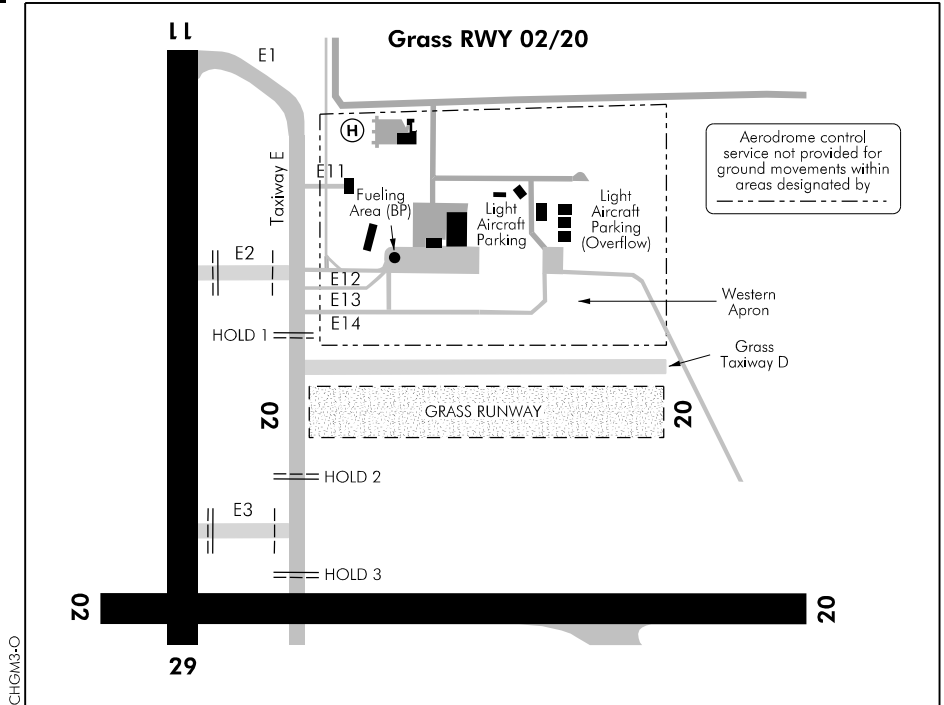 Grass RWY 02/20
11
E1
H
Aerodrome control
service not provided for
ground movements within
areas designated by
Taxiway E
E11
Fueling
Area (BP)
Light
Aircraft
Parking
Light
Aircraft
Parking
(Overflow)
E2
E12
E13
E14
Western
Apron
HOLD 1
Grass
Taxiway D
02
GRASS RUNWAY
20
HOLD 2
E3
HOLD 3
02
20
29
CHGM3-O